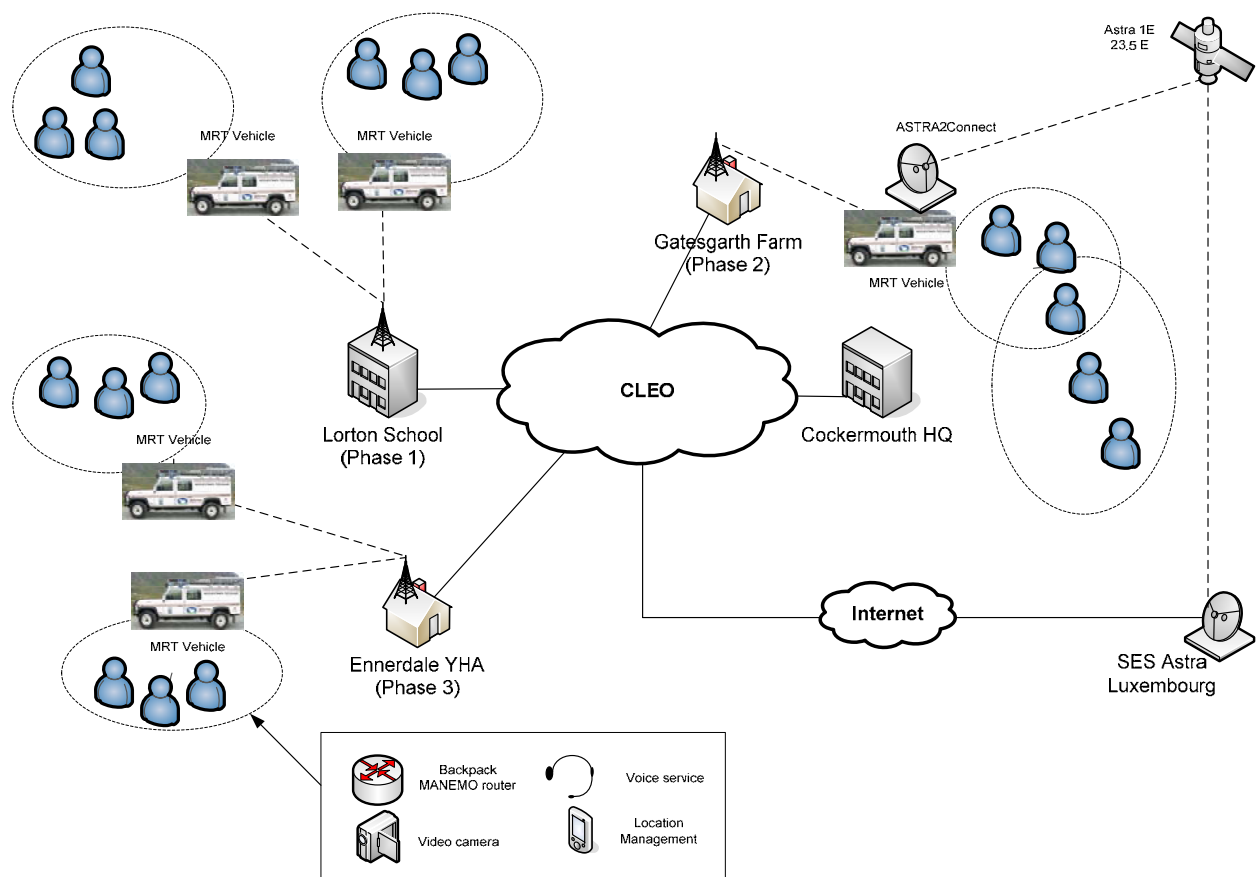 Astra 1E
23,5 E
MRT Vehicle
MRT Vehicle
ASTRA2Connect
Gatesgarth Farm
(Phase 2)
MRT Vehicle
CLEO
Lorton School
(Phase 1)
Cockermouth HQ
MRT Vehicle
Internet
MRT Vehicle
Ennerdale YHA
(Phase 3)
SES Astra
Luxembourg
Backpack
MANEMO router
Voice service
Video camera
Location
Management